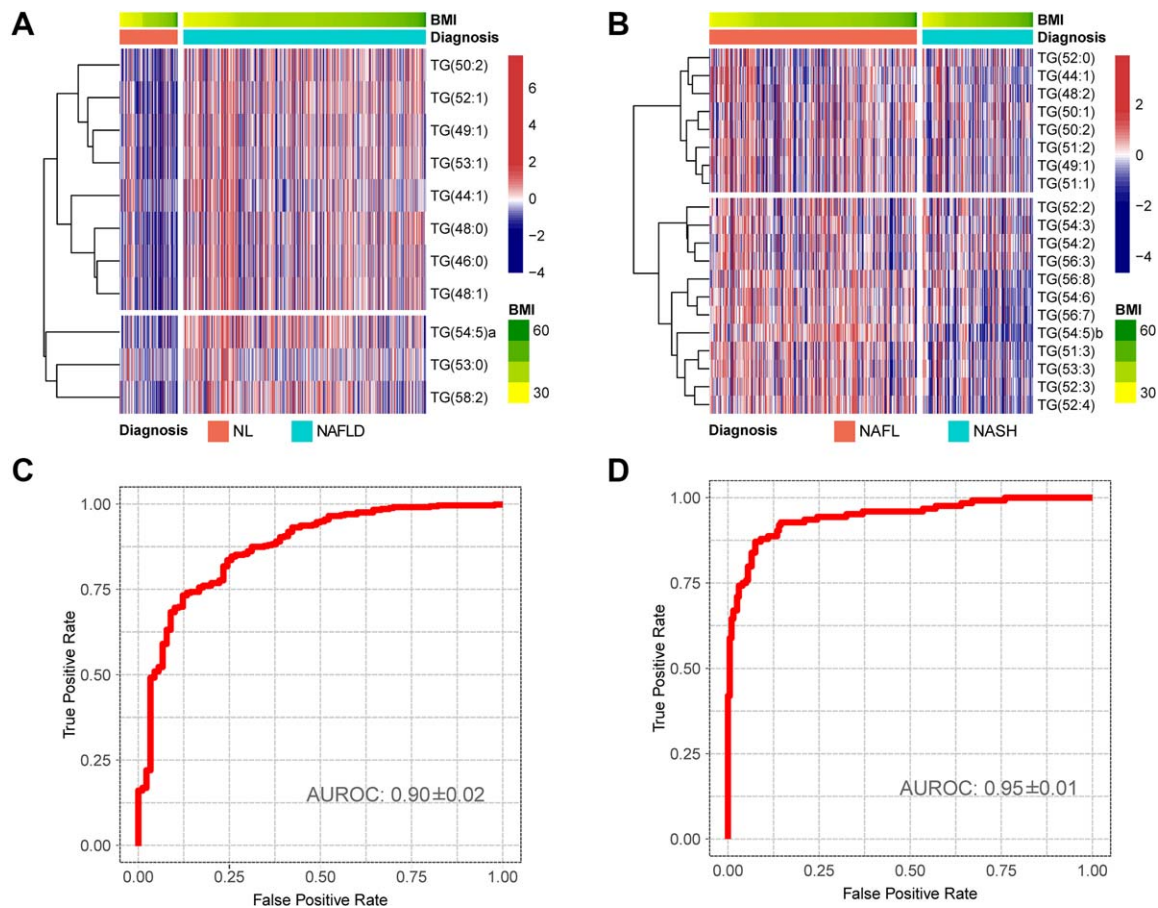 A
BMI
Diagnosis
TG(50:2)
TG(52:1)
TG(49:1)
TG(53:1)
TG(44:1)
TG(48:0)
TG(46:0)
TG(48:1)
TG(54:5)a
TG(53:0)
TG(58:2)
6
4
2
0
−2
−4
BMI
60
30
Diagnosis NL NAFLD
B
BMI
Diagnosis
TG(52:0)
TG(44:1)
TG(48:2)
TG(50:1)
TG(50:2)
TG(51:2)
TG(49:1)
TG(51:1)
TG(52:2)
TG(54:3)
TG(54:2)
TG(56:3)
TG(56:8)
TG(54:6)
TG(56:7)
TG(54:5)b
TG(51:3)
TG(53:3)
TG(52:3)
TG(52:4)
2
0
−2
−4
BMI
60
30
Diagnosis NAFL NASH
C
True Positive Rate
1.00
0.75
0.50
0.25
0.00
AUROC: 0.90±0.02
0.00 0.25 0.50 0.75 1.00
False Positive Rate
D
True Positive Rate
1.00
0.75
0.50
0.25
0.00
AUROC: 0.95±0.01
0.00 0.25 0.50 0.75 1.00
False Positive Rate